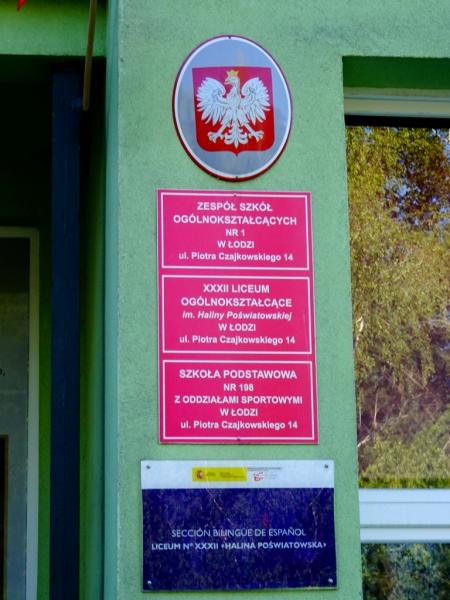 ZESPÓŁ SZKÓŁ
OGÓLNOKSZTAŁCĄCYCH
NR 1
W ŁODZI
ul. Piotra Czajkowskiego 14
XXXII LICEUM
OGÓLNOKSZTAŁCĄCE
im. Haliny Poświatowskiej
W ŁODZI
ul. Piotra Czajkowskiego 14
SZKOŁA PODSTAWOWA
NR 198
Z ODDZIAŁAMI SPORTOWYMI
W ŁODZI
ul. Piotra Czajkowskiego 14
SECCIÓN BILINGÜE DE ESPAÑOL
LICEUM Nº XXXII «HALINA POŚWIATOWSKA»